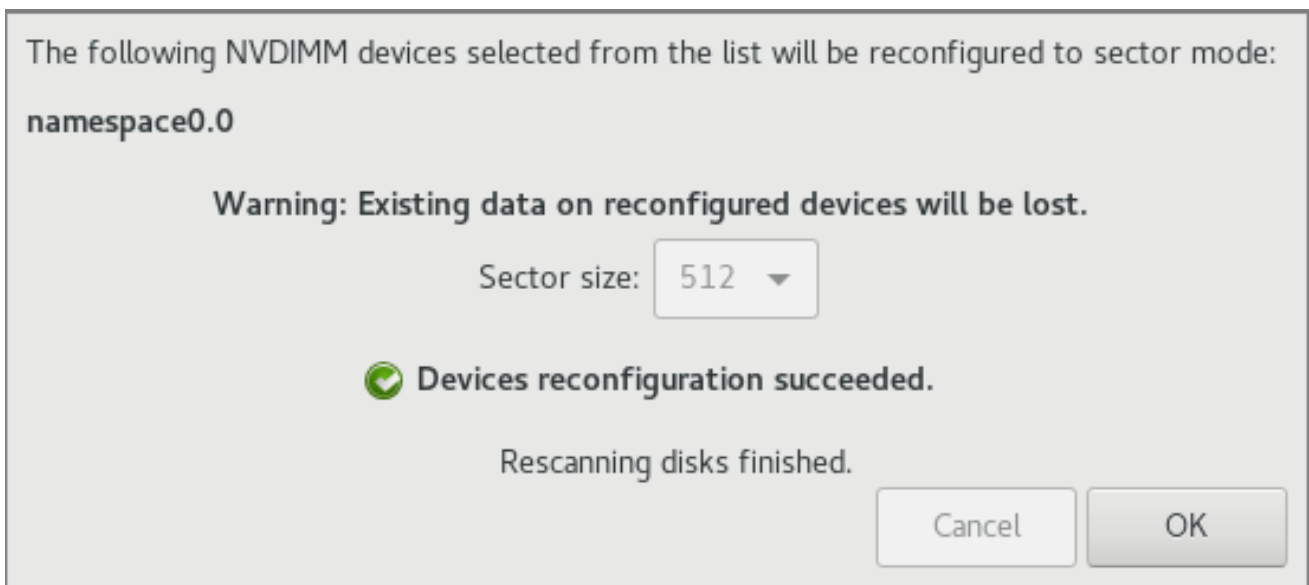 The following NVDIMM devices selected from the list will be reconfigured to sector mode:
namespace0.0
Warning: Existing data on reconfigured devices will be lost.
Sector size: 512
Devices reconfiguration succeeded.
Rescanning disks finished.
Cancel OK